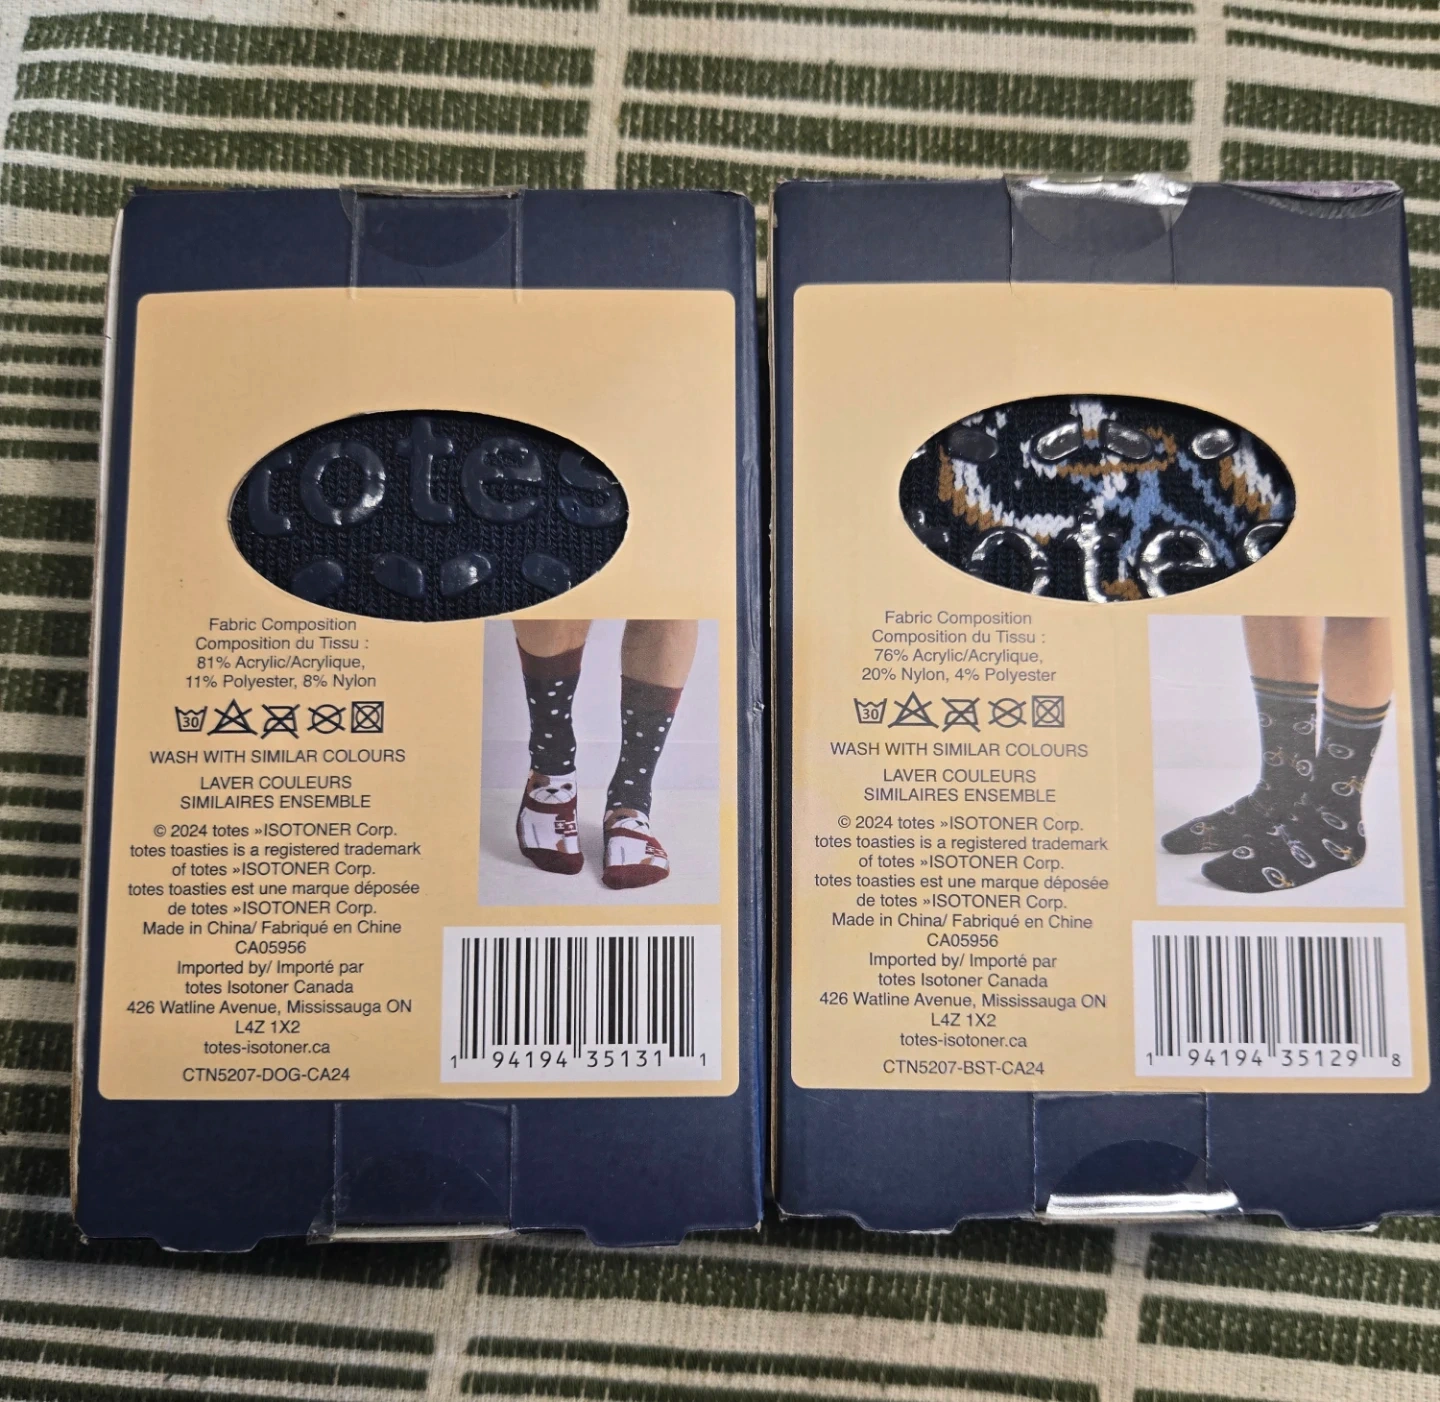 totes
Fabric Composition
Composition du Tissu :
81% Acrylic/Acrylique,
11% Polyester, 8% Nylon
30
WASH WITH SIMILAR COLOURS
LAVER COULEURS
SIMILAIRES ENSEMBLE
© 2024 totes »ISOTONER Corp.
totes toasties is a registered trademark
of totes »ISOTONER Corp.
totes toasties est une marque déposée
de totes »ISOTONER Corp.
Made in China/ Fabriqué en Chine
CA05956
Imported by/ Importé par
totes Isotoner Canada
426 Watline Avenue, Mississauga ON
L4Z 1X2
totes-isotoner.ca
CTN5207-DOG-CA24
1 94194 35131 1
totes
Fabric Composition
Composition du Tissu :
76% Acrylic/Acrylique,
20% Nylon, 4% Polyester
30
WASH WITH SIMILAR COLOURS
LAVER COULEURS
SIMILAIRES ENSEMBLE
© 2024 totes »ISOTONER Corp.
totes toasties is a registered trademark
of totes »ISOTONER Corp.
totes toasties est une marque déposée
de totes »ISOTONER Corp.
Made in China/ Fabriqué en Chine
CA05956
Imported by/ Importé par
totes Isotoner Canada
426 Watline Avenue, Mississauga ON
L4Z 1X2
totes-isotoner.ca
CTN5207-BST-CA24
1 94194 35129 8